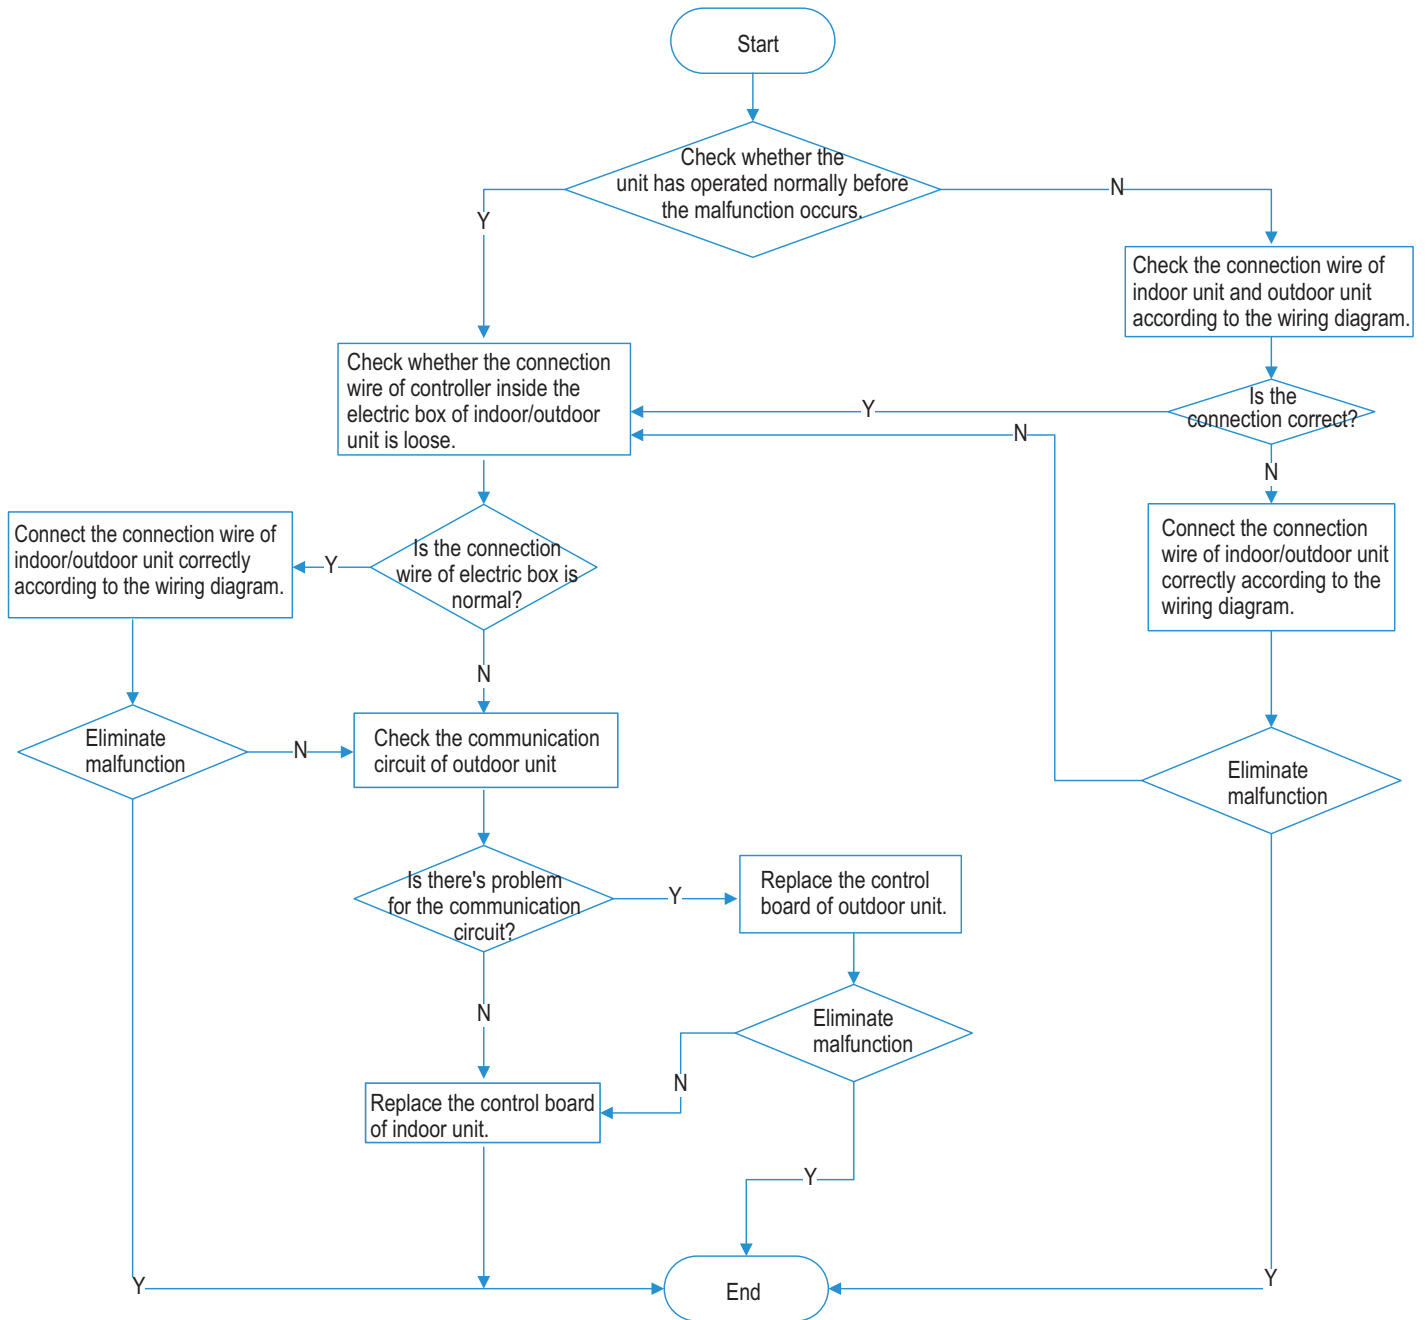 Start
Check whether the
unit has operated normally before
the malfunction occurs.
N
Y
Check the connection wire of
indoor unit and outdoor unit
according to the wiring diagram.
Check whether the connection
wire of controller inside the
electric box of indoor/outdoor
unit is loose.
Y
Is the
connection correct?
N
N
Connect the connection wire of
indoor/outdoor unit correctly
according to the wiring diagram.
Y
Is the connection
wire of electric box is
normal?
Connect the connection
wire of indoor/outdoor unit
correctly according to the
wiring diagram.
N
Eliminate
malfunction
N
Check the communication
circuit of outdoor unit
Eliminate
malfunction
Is there's problem
for the communication
circuit?
Y
Replace the control
board of outdoor unit.
N
Eliminate
malfunction
N
Replace the control board
of indoor unit.
Y
Y
End
Y